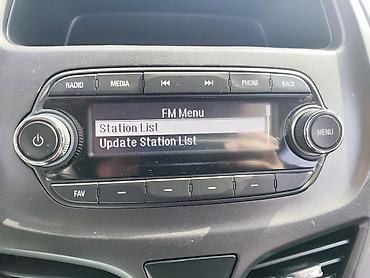 RADIO MEDIA PHONE BACK
FM Menu
Station List
Update Station List
MENU
FAV